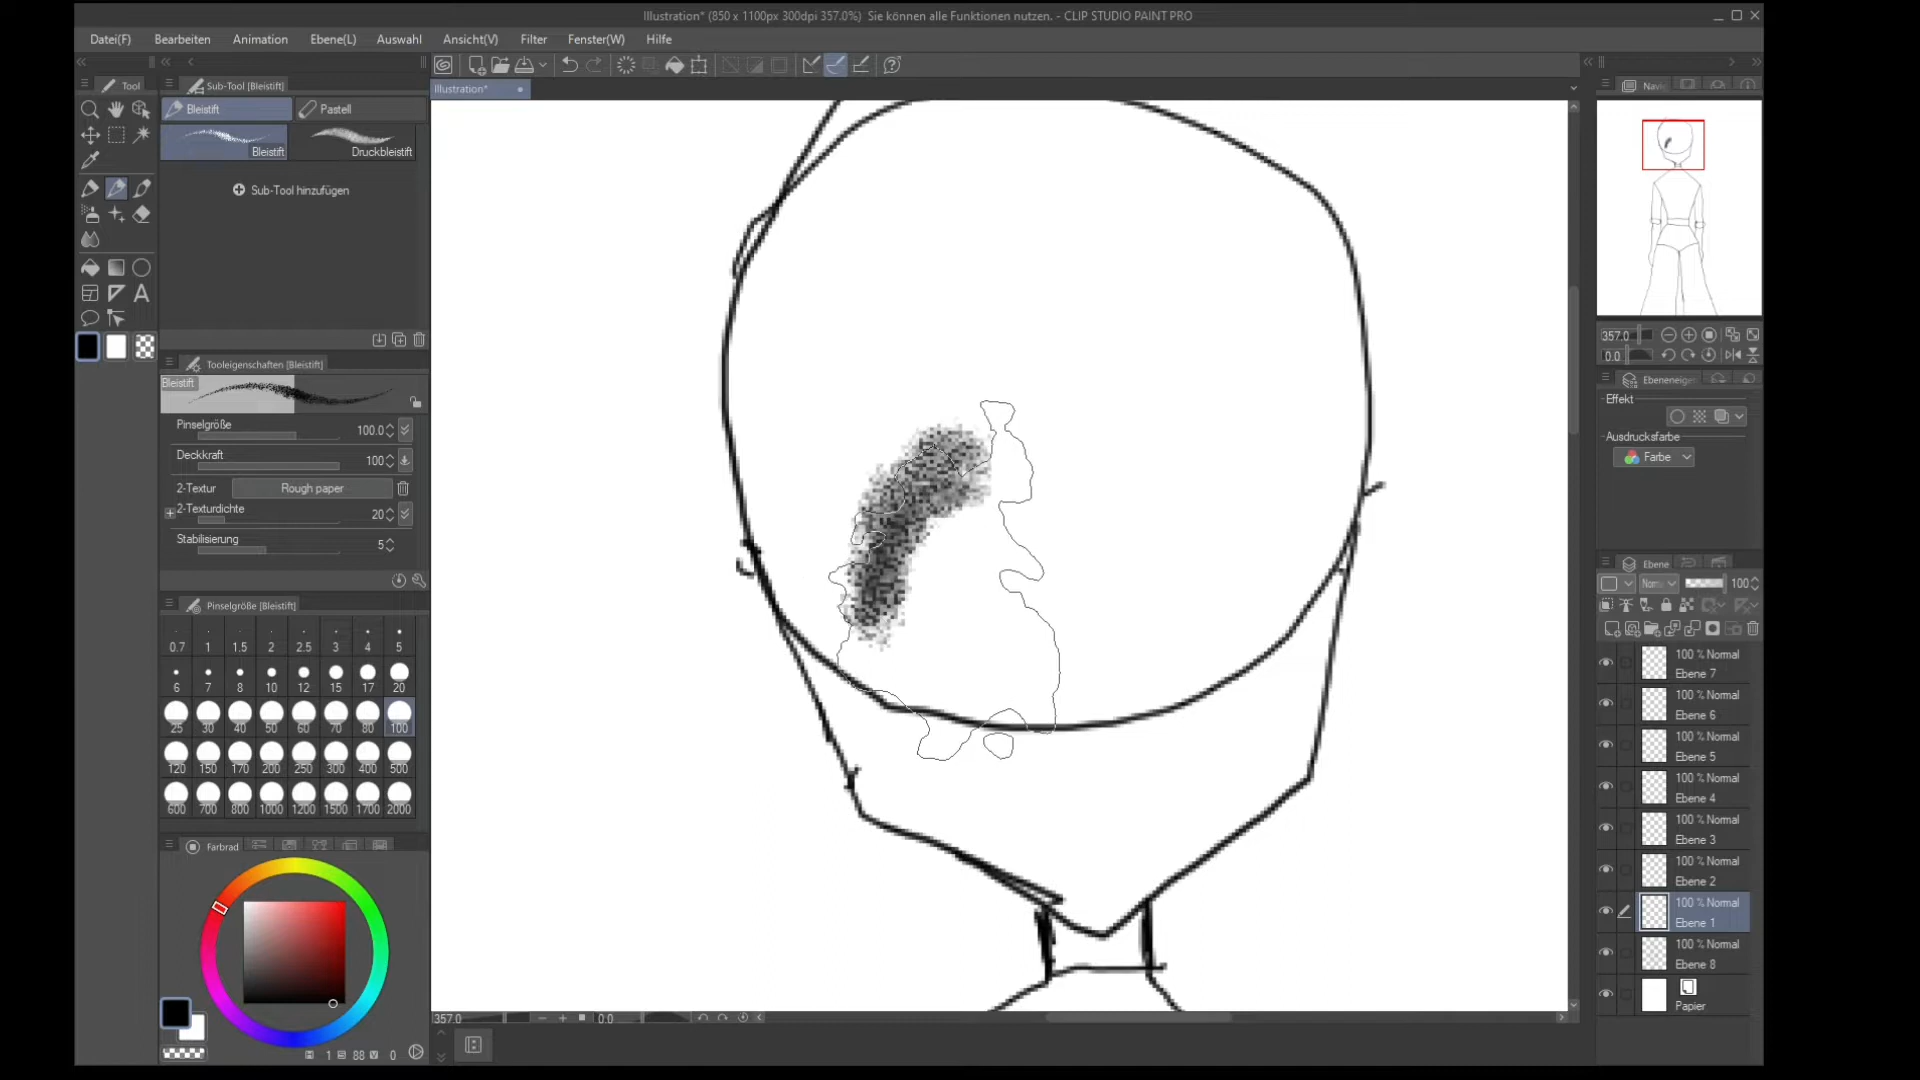 Illustration* (850 x 1100px 300dpi 357.0%)  Sie können alle Funktionen nutzen. - CLIP STUDIO PAINT PRO
Datei(F) Bearbeiten Animation Ebene(L) Auswahl Ansicht(V) Filter Fenster(W) Hilfe
Tool
Sub-Tool [Bleistift]
Illustration*
Bleistift Pastell
Bleistift Druckbleistift
Sub-Tool hinzufügen
Tooleigenschaften [Bleistift]
Bleistift
Pinselgröße 100.0
Deckkraft 100
2-Textur Rough paper
2-Texturdichte 20
Stabilisierung 5
Pinselgröße [Bleistift]
0.7 1 1.5 2 2.5 3 4 5
6 7 8 10 12 15 17 20
25 30 40 50 60 70 80 100
120 150 170 200 250 300 400 500
600 700 800 1000 1200 1500 1700 2000
Farbrad
1 88 0
357.0 0.0
Navi
357.0
0.0
Ebeneneig
Effekt
Ausdrucksfarbe
Farbe
Ebene
Norm 100
100 % Normal
Ebene 7
100 % Normal
Ebene 6
100 % Normal
Ebene 5
100 % Normal
Ebene 4
100 % Normal
Ebene 3
100 % Normal
Ebene 2
100 % Normal
Ebene 1
100 % Normal
Ebene 8
Papier